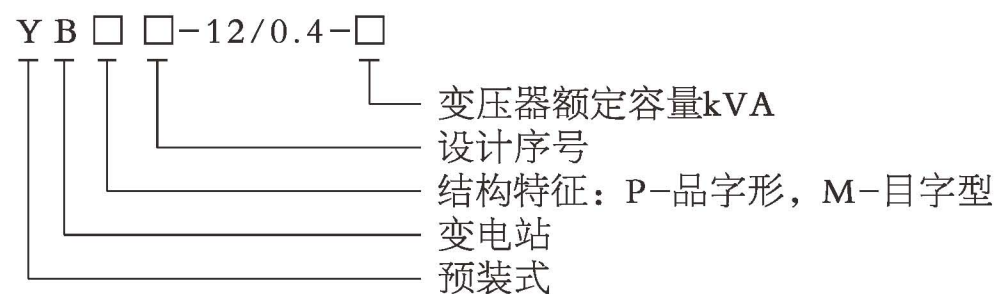 YB□ □-12/0.4-□
变压器额定容量kVA
设计序号
结构特征：P-品字形，M-目字型
变电站
预装式